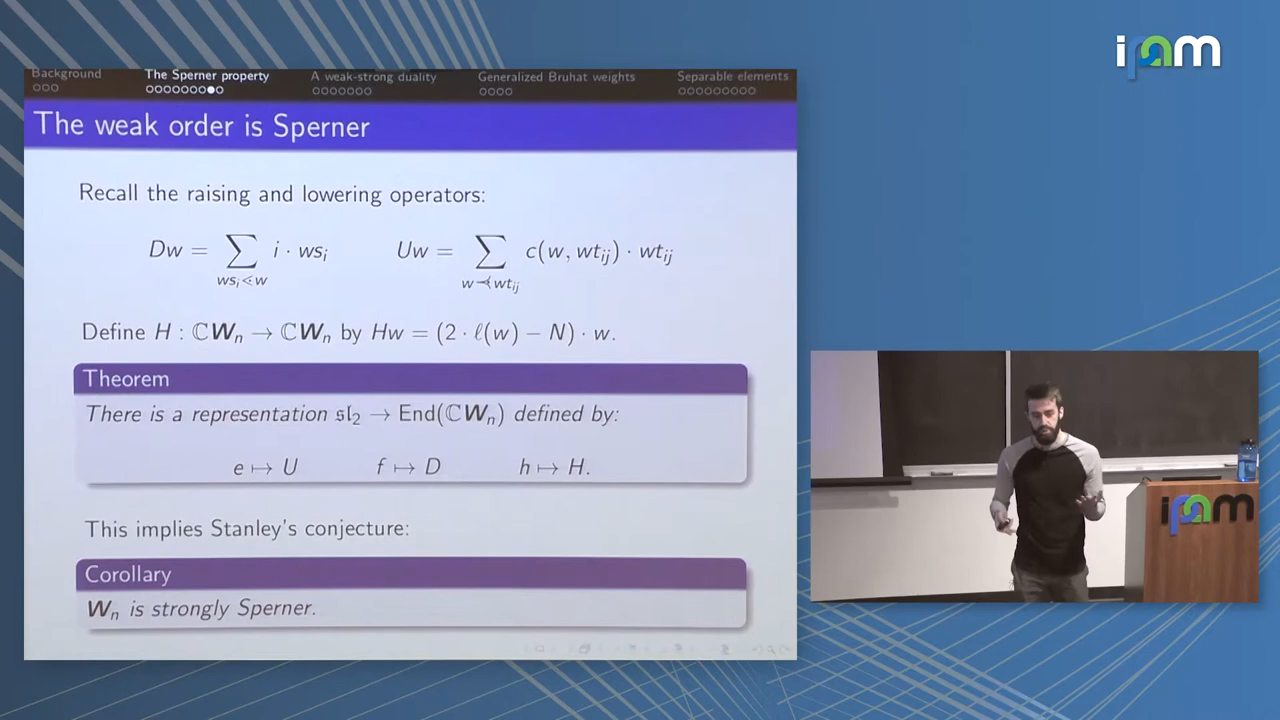 ipam
Background The Sperner property A weak-strong duality Generalized Bruhat weights Separable elements
The weak order is Sperner
Recall the raising and lowering operators:
Dw = ∑ i · ws_i Uw = ∑ c(w, wt_ij) · wt_ij
ws_i ⋖ w w ⪪ wt_ij
Define H : ℂW_n → ℂW_n by Hw = (2 · ℓ(w) − N) · w.
Theorem
There is a representation 𝔰𝔩_2 → End(ℂW_n) defined by:
e ↦ U f ↦ D h ↦ H.
This implies Stanley's conjecture:
Corollary
W_n is strongly Sperner.
ipam